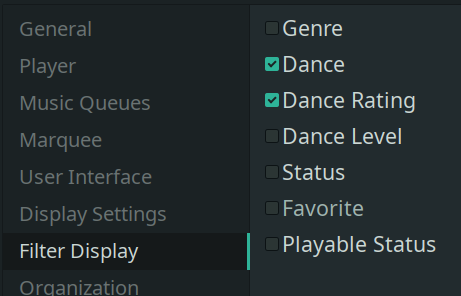 General
Player
Music Queues
Marquee
User Interface
Display Settings
Filter Display
Organization
Genre
Dance
Dance Rating
Dance Level
Status
Favorite
Playable Status